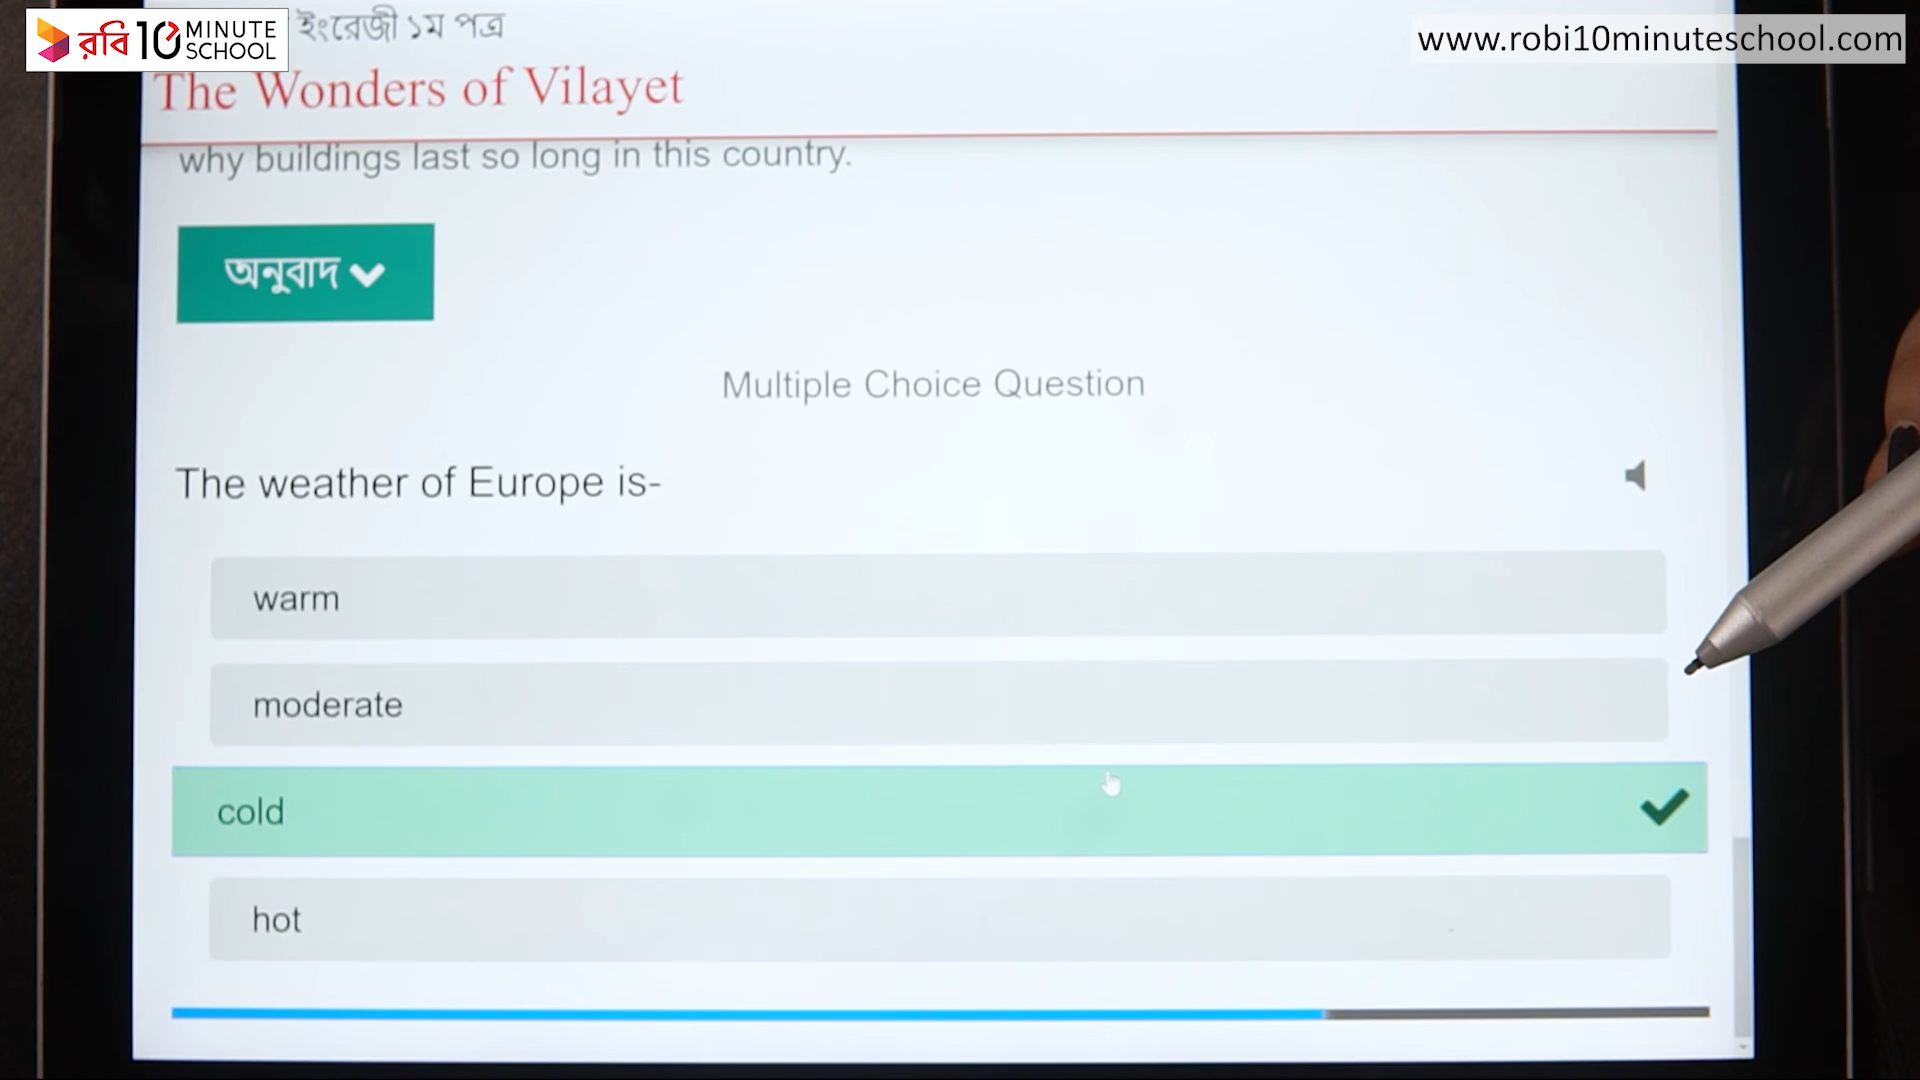 রবি 10 MINUTE SCHOOL
ইংরেজী ১ম পত্র
www.robi10minuteschool.com
The Wonders of Vilayet
why buildings last so long in this country.
অনুবাদ
Multiple Choice Question
The weather of Europe is-
warm
moderate
cold
hot